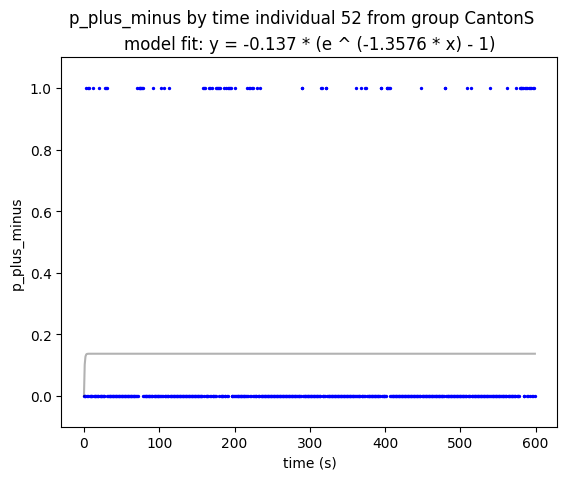 p_plus_minus by time individual 52 from group CantonS
model fit: y = -0.137 * (e ^ (-1.3576 * x) - 1)
1.0
0.8
0.6
0.4
0.2
0.0
p_plus_minus
0 100 200 300 400 500 600
time (s)